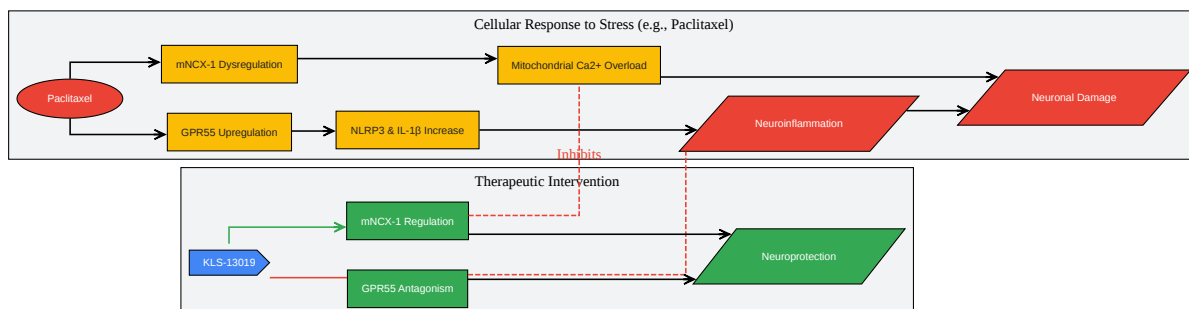 Cellular Response to Stress (e.g., Paclitaxel)
mNCX-1 Dysregulation
Mitochondrial Ca2+ Overload
Paclitaxel
Neuronal Damage
GPR55 Upregulation
NLRP3 & IL-1β Increase
Neuroinflammation
Inhibits
Therapeutic Intervention
mNCX-1 Regulation
KLS-13019
Neuroprotection
GPR55 Antagonism